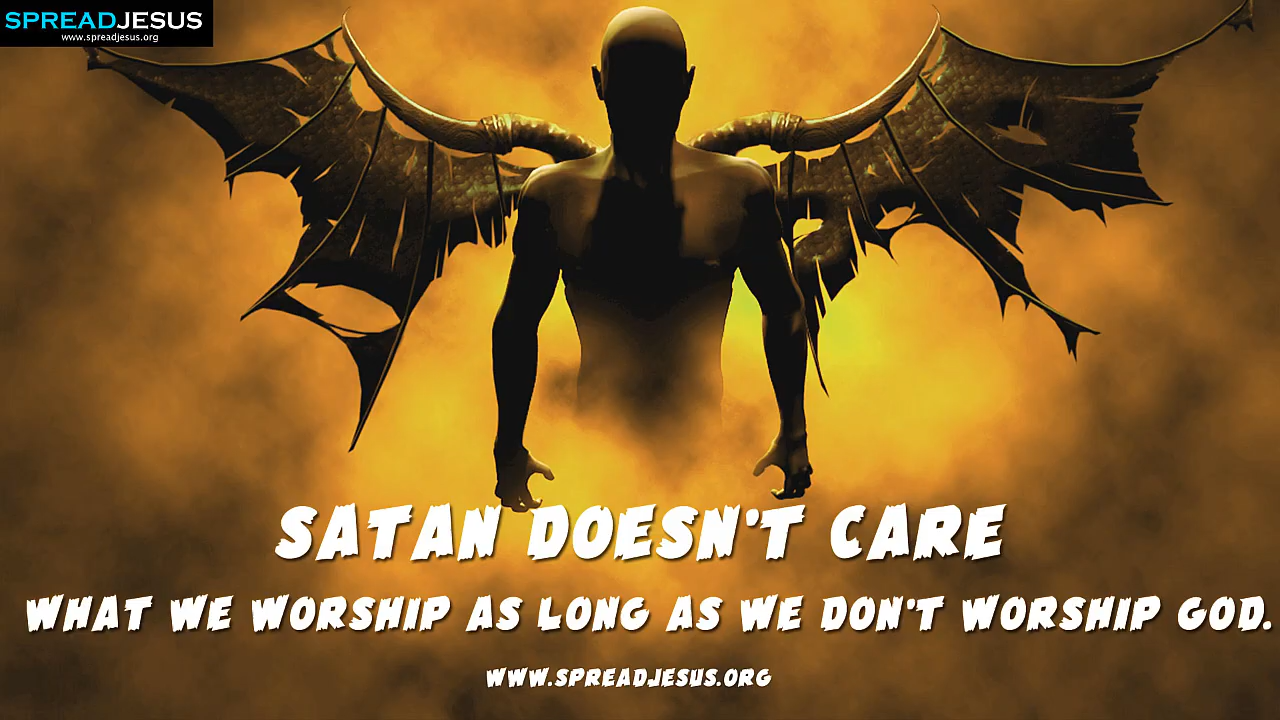 SPREADJESUS
www.spreadjesus.org
SATAN DOESN'T CARE
WHAT WE WORSHIP AS LONG AS WE DON'T WORSHIP GOD.
WWW.SPREADJESUS.ORG